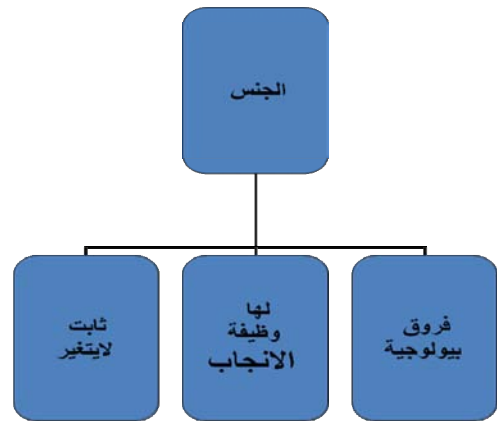 الجنس
فروق
بيولوجية
لها
وظيفة
الانجاب
ثابت
لايتغير